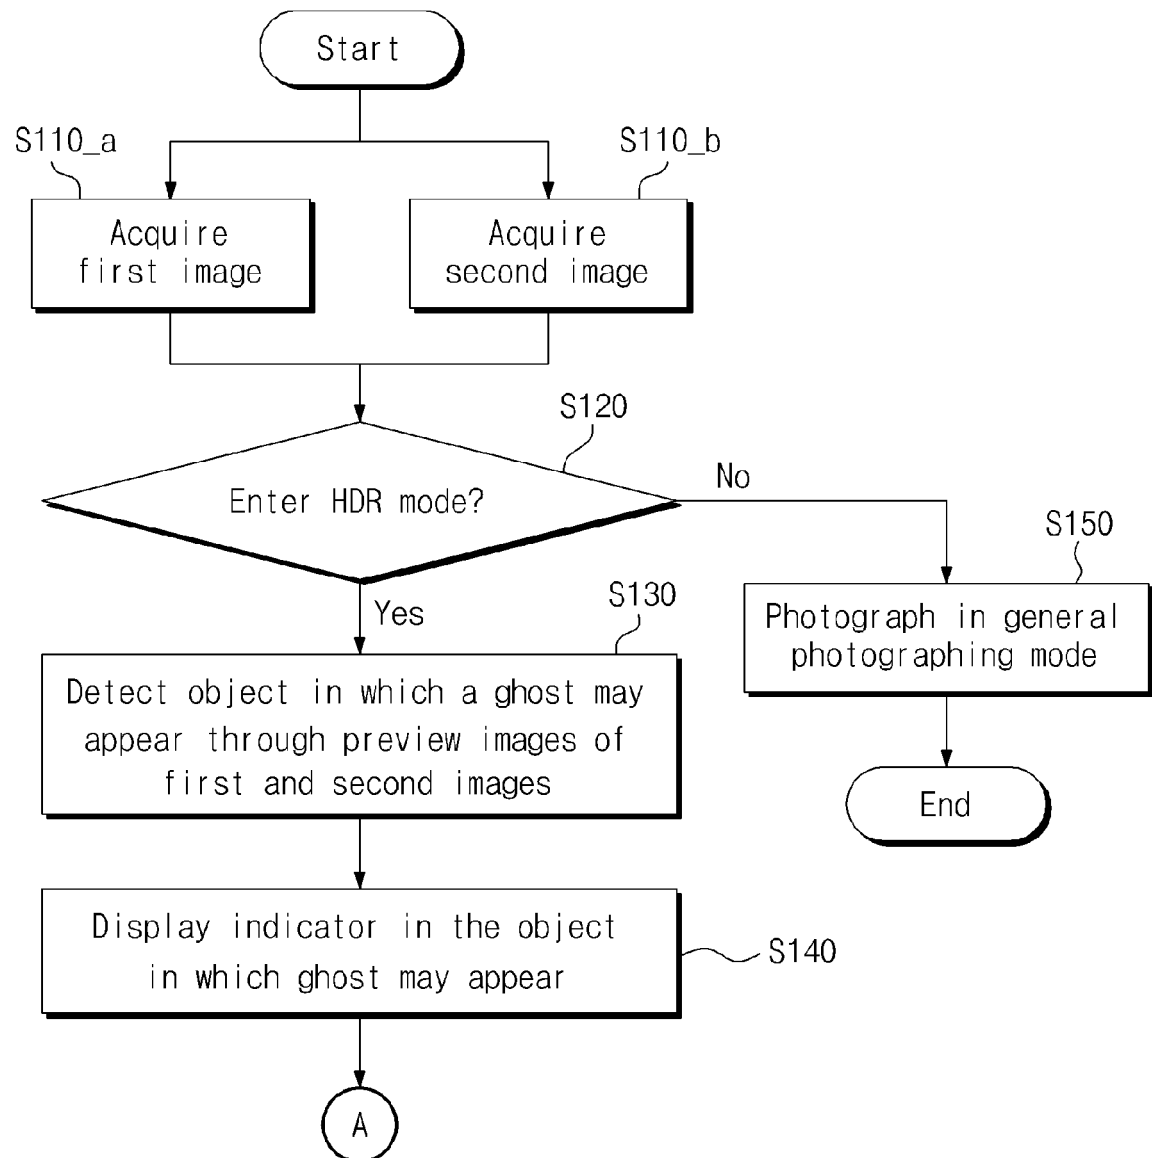 Start
S110_a
S110_b
Acquire
first image
Acquire
second image
S120
Enter HDR mode?
No
S150
Yes
S130
Photograph in general
photographing mode
Detect object in which a ghost may
appear through preview images of
first and second images
End
Display indicator in the object
in which ghost may appear
S140
A